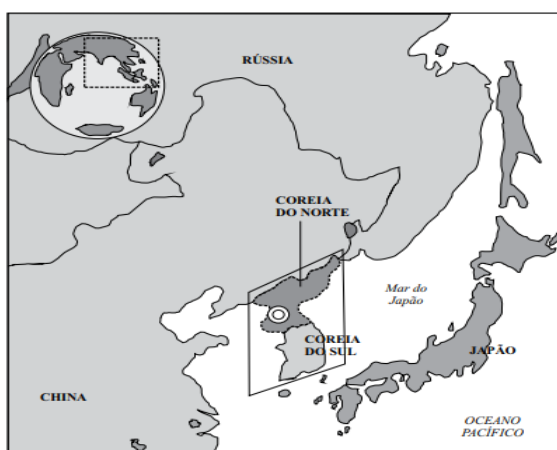 RÚSSIA
COREIA
DO NORTE
Mar do
Japão
COREIA
DO SUL
JAPÃO
CHINA
OCEANO
PACÍFICO